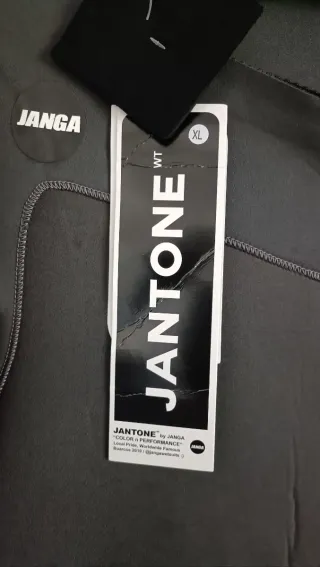 JANGA
XL
JANTONE WT
JANTONE™ by JANGA
"COLOR n PERFORMANCE"
Local Pride, Worldwide Famous
JANGA